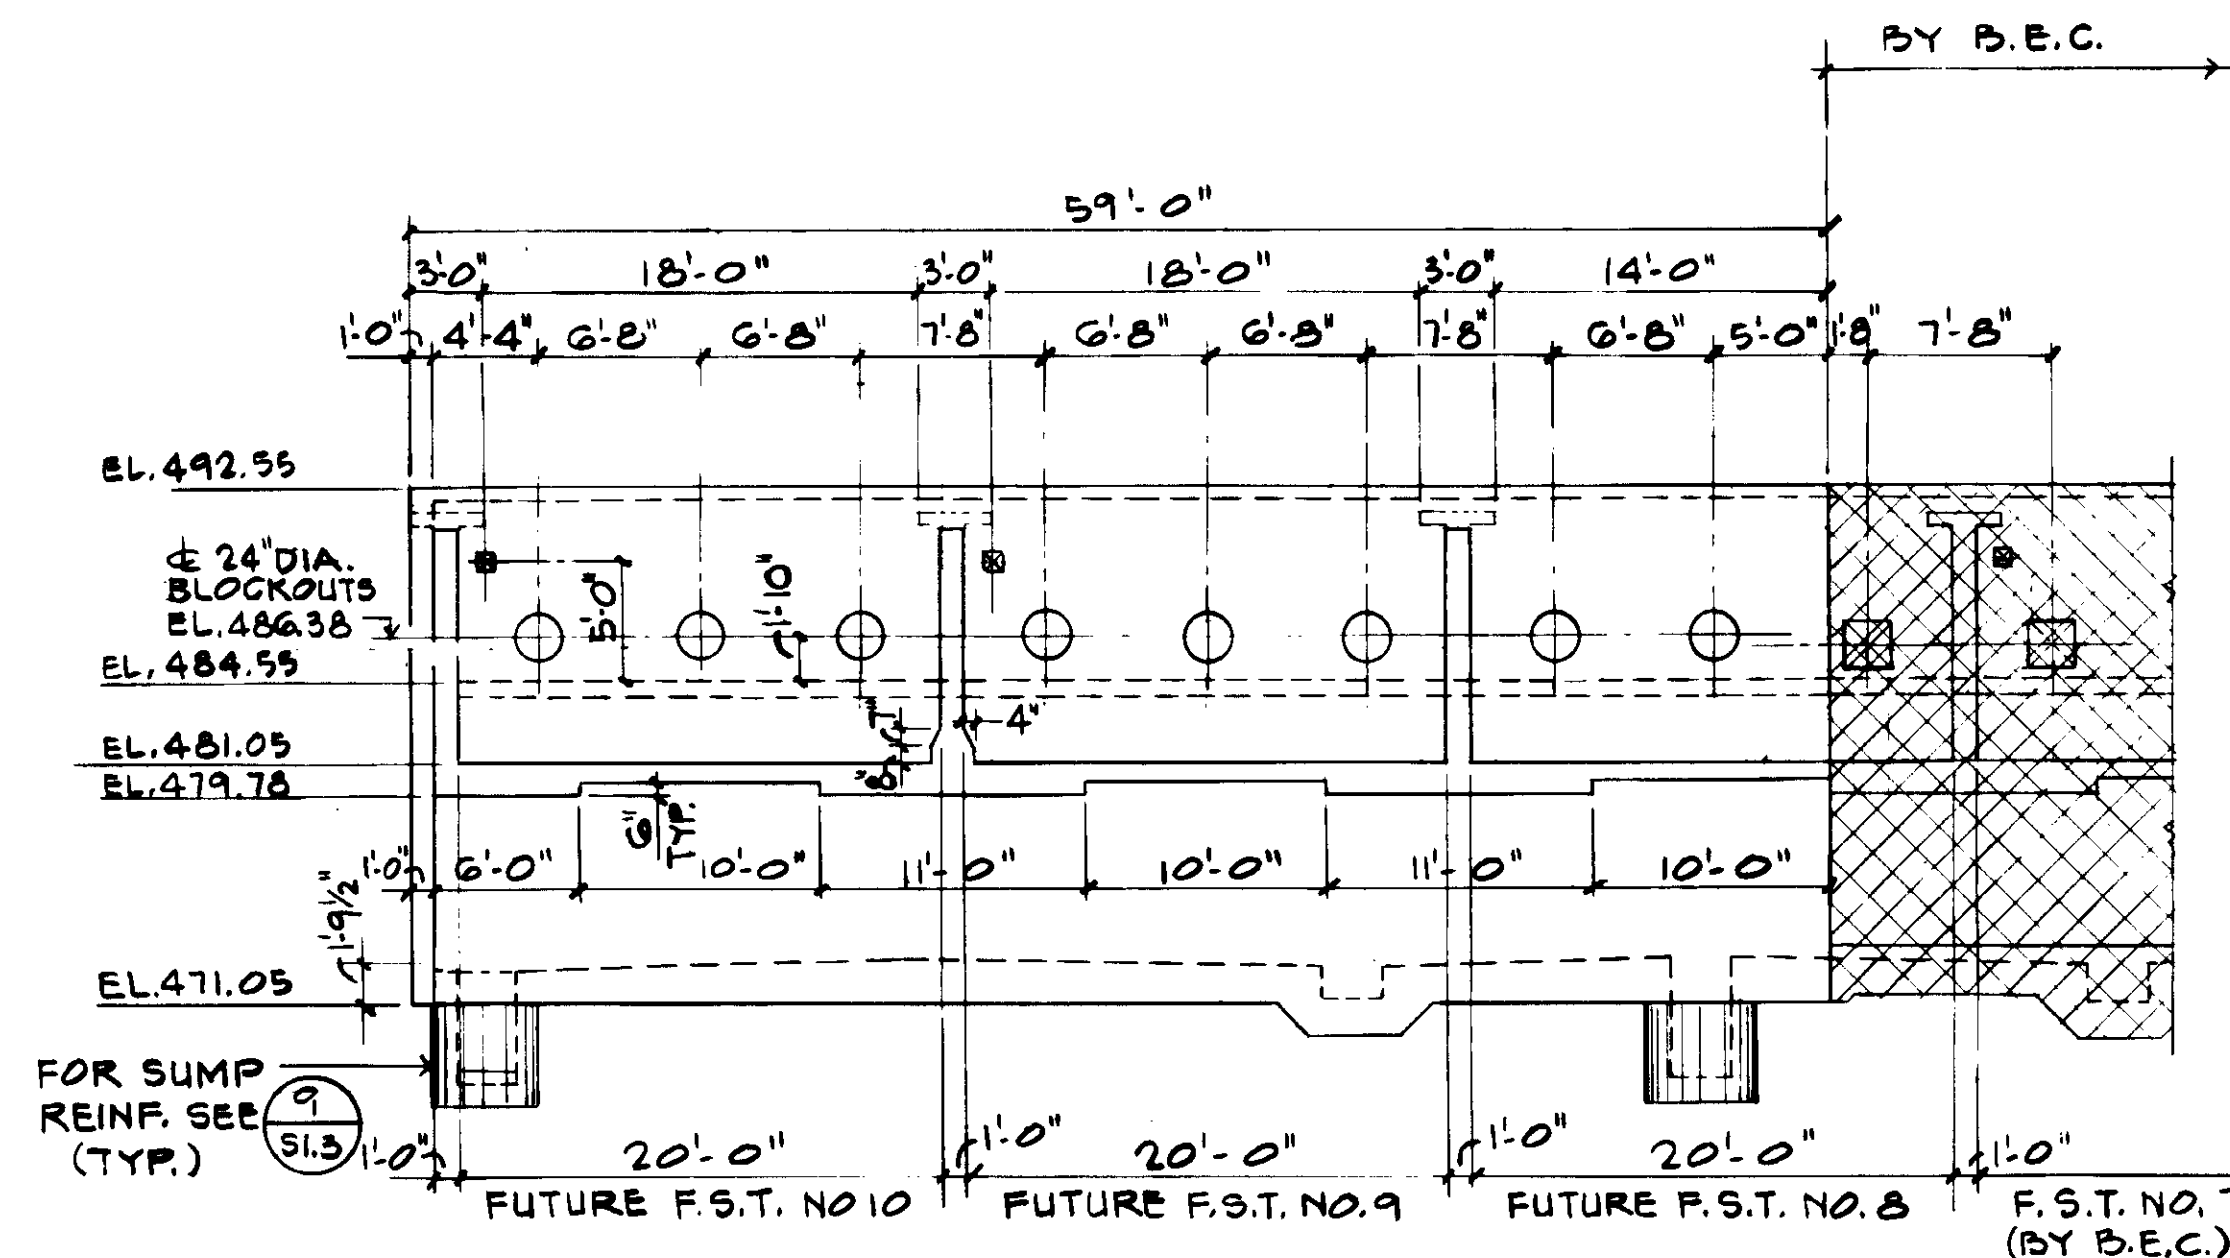 BY B.E.C.
59'-0"
3'-0" 18'-0" 3'-0" 18'-0" 3'-0" 14'-0"
1'-0" 4'-4" 6'-8" 6'-8" 7'-8" 6'-8" 6'-8" 7'-8" 6'-8" 5'-0" 1'-8" 7'-8"
EL. 492.55
℄ 24" DIA.
BLOCKOUTS
EL. 486.38
5'-0"
1'-10"
EL. 484.55
7"
4"
EL. 481.05
8"
EL. 479.78
6"
TYP.
1'-0" 6'-0" 10'-0" 11'-0" 10'-0" 11'-0" 10'-0"
1'-9 1/2"
EL. 471.05
FOR SUMP
REINF. SEE
(TYP.)
9
S1.3
1'-0" 20'-0" 1'-0" 20'-0" 1'-0" 20'-0" 1'-0"
FUTURE F.S.T. NO 10 FUTURE F.S.T. NO. 9 FUTURE F.S.T. NO. 8 F.S.T. NO.
(BY B.E.C.)